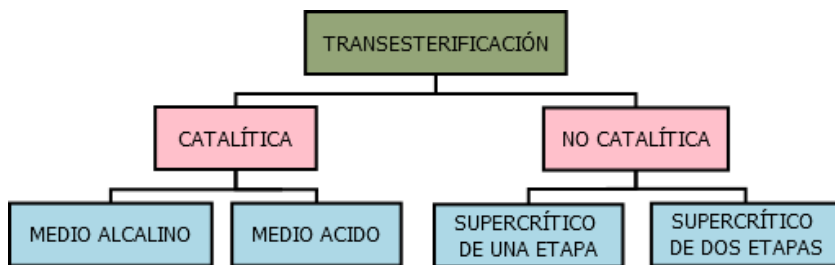 TRANSESTERIFICACIÓN
CATALÍTICA
NO CATALÍTICA
MEDIO ALCALINO
MEDIO ACIDO
SUPERCRÍTICO
DE UNA ETAPA
SUPERCRÍTICO
DE DOS ETAPAS